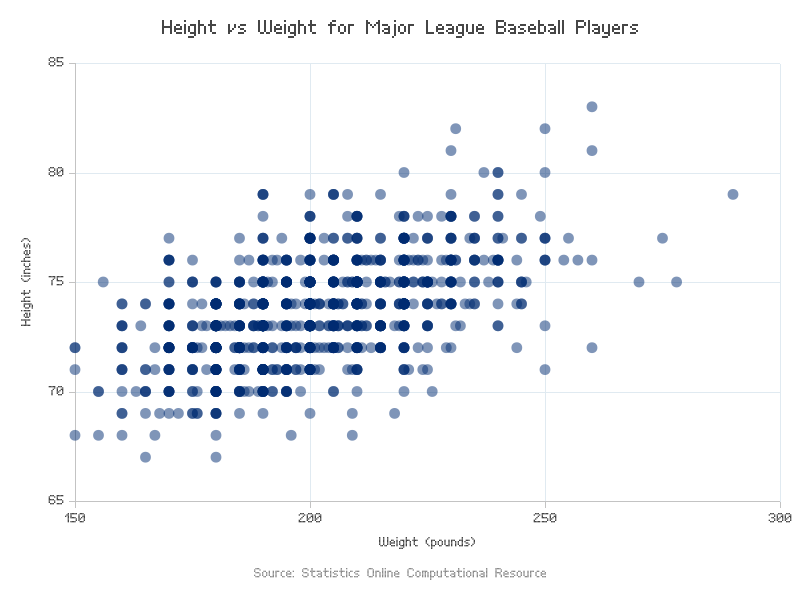 Height vs Weight for Major League Baseball Players
85
80
75
70
65
150
200
250
300
Height (inches)
Weight (pounds)
Source: Statistics Online Computational Resource